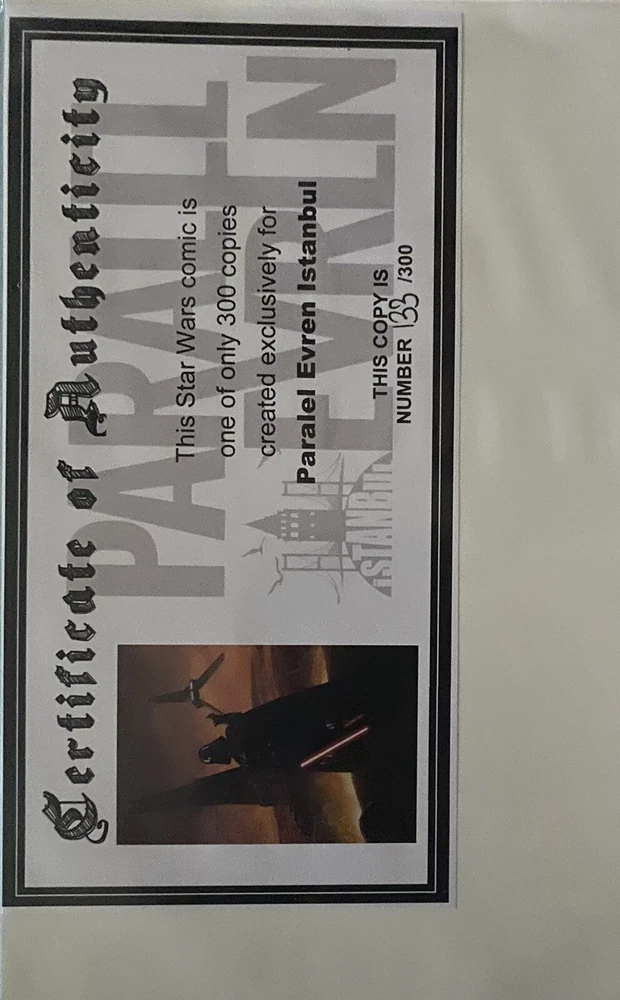 Certificate of Authenticity
PARALEL
EVREN
İSTANBUL
This Star Wars comic is
one of only 300 copies
created exclusively for
Paralel Evren Istanbul
THIS COPY IS
NUMBER 133 /300